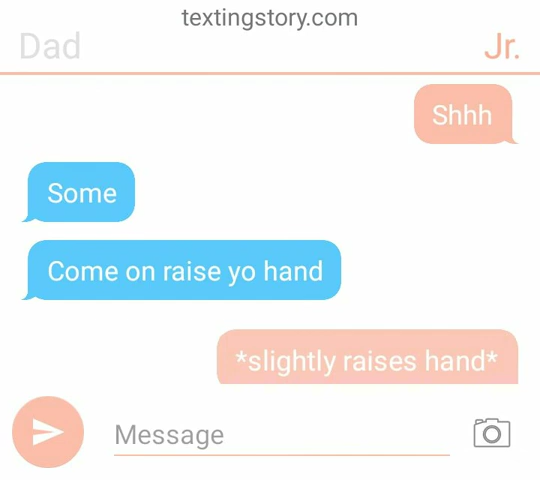 textingstory.com
Dad
Jr.
Shhh
Some
Come on raise yo hand
*slightly raises hand*
Message